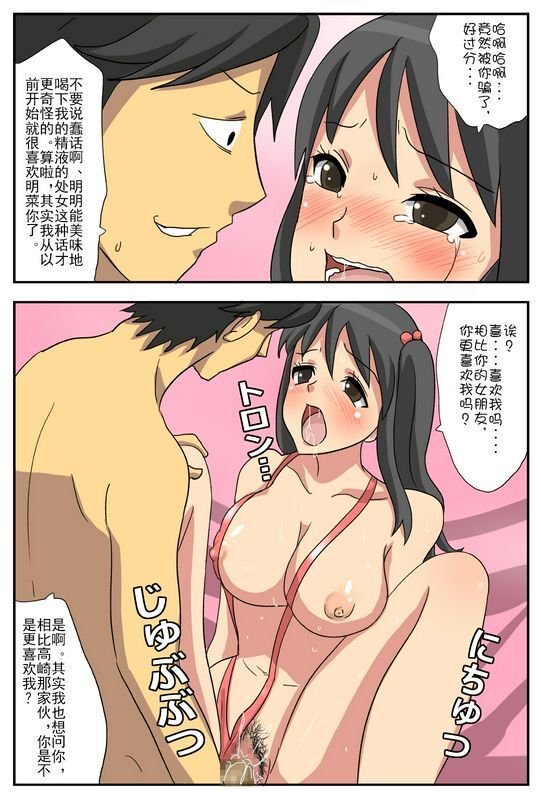 哈啊哈啊…
竟然被你骗了，
好过分…
不要说蠢话啊、明明能美味地
喝下我的精液的处女这种话才
更奇怪的。算啦，其实我从以
前开始就很喜欢明菜你了。
诶？
喜…喜欢我吗…
相比你的女朋友，
你更喜欢我吗？
トロン…
じゅぶぶっ
にちゅっ
是啊。其实我也想问你，
相比高崎那家伙，你是不
是更喜欢我？